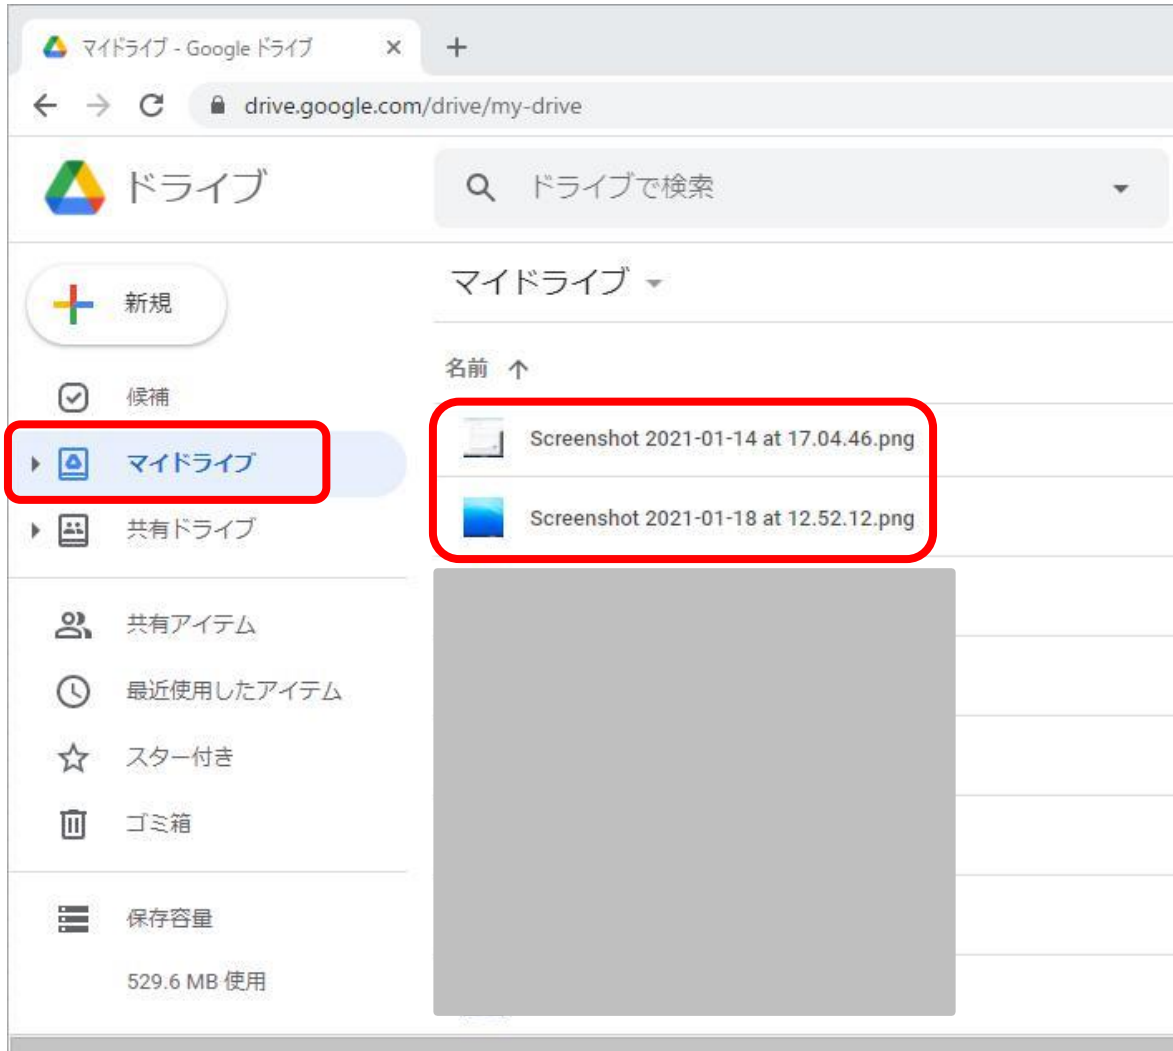 マイドライブ - Google ドライブ
drive.google.com/drive/my-drive
ドライブ
ドライブで検索
新規
マイドライブ
名前
候補
マイドライブ
共有ドライブ
Screenshot 2021-01-14 at 17.04.46.png
Screenshot 2021-01-18 at 12.52.12.png
共有アイテム
最近使用したアイテム
スター付き
ゴミ箱
保存容量
529.6 MB 使用